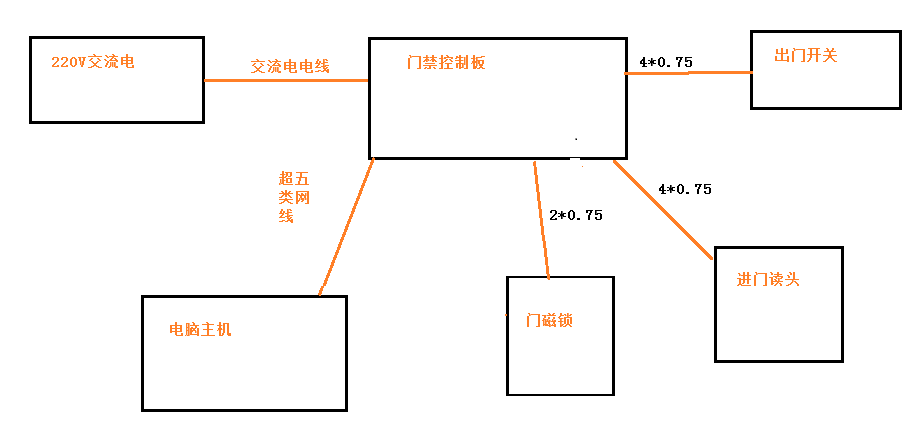 220V交流电
交流电电线
门禁控制板
4*0.75
出门开关
超五
类网
线
2*0.75
4*0.75
进门读头
电脑主机
门磁锁